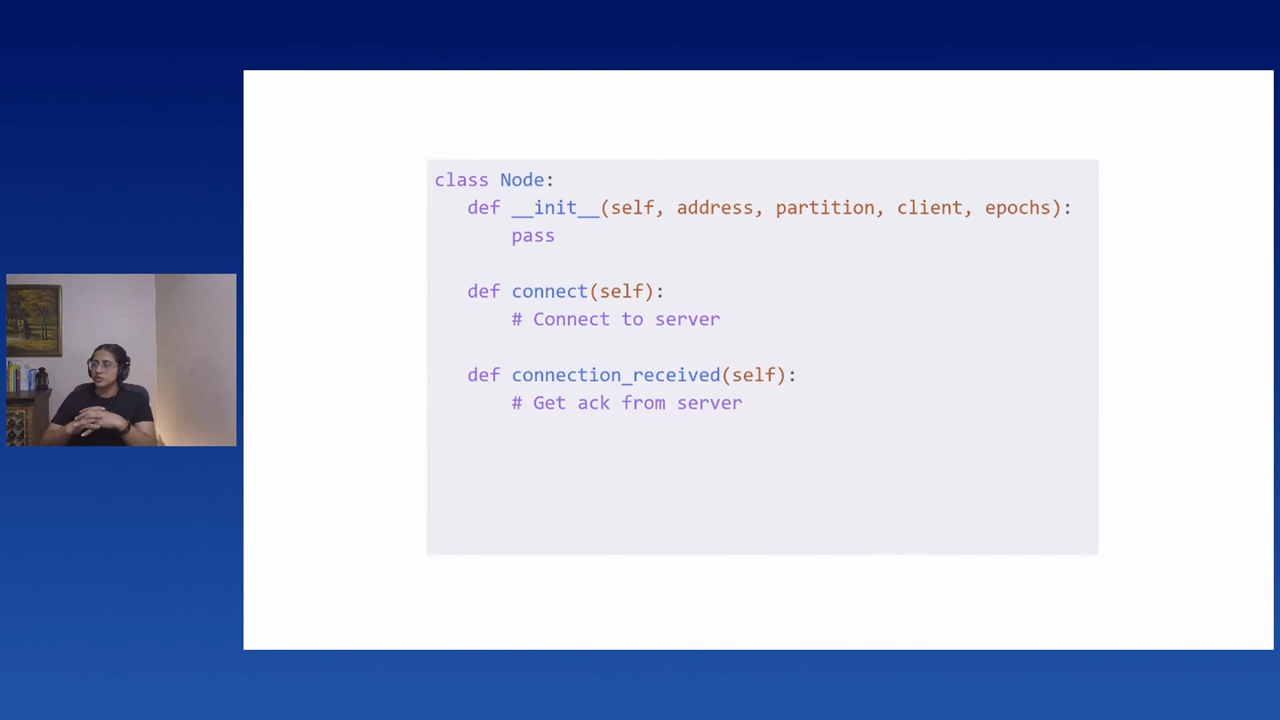 class Node:
def __init__(self, address, partition, client, epochs):
pass
def connect(self):
# Connect to server
def connection_received(self):
# Get ack from server